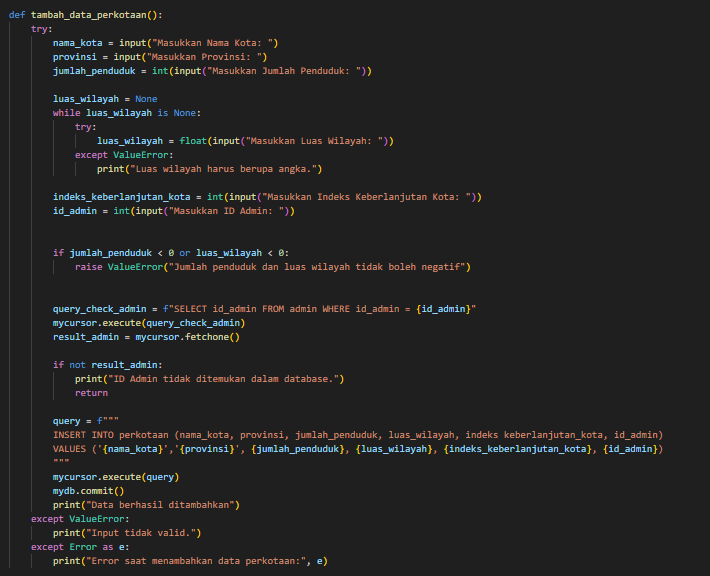 def tambah_data_perkotaan():
    try:
        nama_kota = input("Masukkan Nama Kota: ")
        provinsi = input("Masukkan Provinsi: ")
        jumlah_penduduk = int(input("Masukkan Jumlah Penduduk: "))

        luas_wilayah = None
        while luas_wilayah is None:
            try:
                luas_wilayah = float(input("Masukkan Luas Wilayah: "))
            except ValueError:
                print("Luas wilayah harus berupa angka.")

        indeks_keberlanjutan_kota = int(input("Masukkan Indeks Keberlanjutan Kota: "))
        id_admin = int(input("Masukkan ID Admin: "))


        if jumlah_penduduk < 0 or luas_wilayah < 0:
            raise ValueError("Jumlah penduduk dan luas wilayah tidak boleh negatif")


        query_check_admin = f"SELECT id_admin FROM admin WHERE id_admin = {id_admin}"
        mycursor.execute(query_check_admin)
        result_admin = mycursor.fetchone()

        if not result_admin:
            print("ID Admin tidak ditemukan dalam database.")
            return

        query = f"""
        INSERT INTO perkotaan (nama_kota, provinsi, jumlah_penduduk, luas_wilayah, indeks keberlanjutan_kota, id_admin)
        VALUES ('{nama_kota}','{provinsi}', {jumlah_penduduk}, {luas_wilayah}, {indeks_keberlanjutan_kota}, {id_admin})
        """
        mycursor.execute(query)
        mydb.commit()
        print("Data berhasil ditambahkan")
    except ValueError:
        print("Input tidak valid.")
    except Error as e:
        print("Error saat menambahkan data perkotaan:", e)